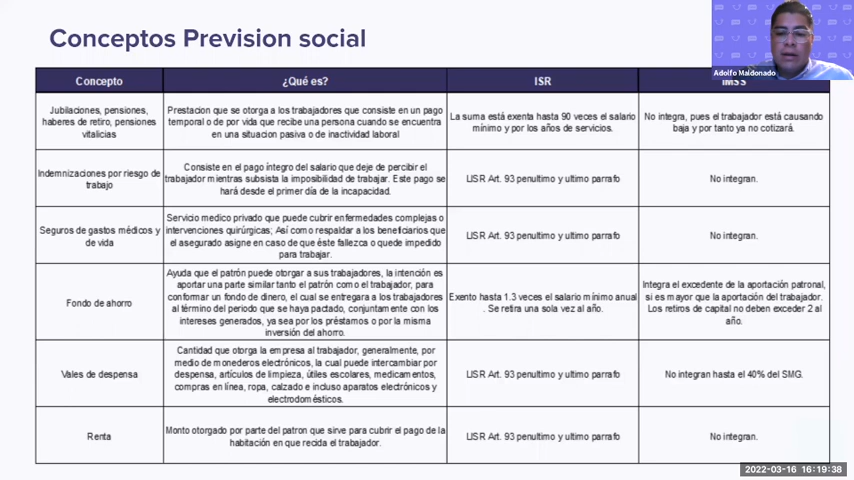 Conceptos Prevision social
Adolfo Maldonado
Concepto
¿Qué es?
ISR
IMSS
Jubilaciones, pensiones,
haberes de retiro, pensiones
vitalicias
Prestacion que se otorga a los trabajadores que consiste en un pago
temporal o de por vida que recibe una persona cuando se encuentra
en una situacion pasiva o de inactividad laboral
La suma está exenta hasta 90 veces el salario
mínimo y por los años de servicios.
No integra, pues el trabajador está causando
baja y por tanto ya no cotizará.
Indemnizaciones por riesgo de
trabajo
Consiste en el pago íntegro del salario que deje de percibir el
trabajador mientras subsista la imposibilidad de trabajar. Este pago se
hará desde el primer día de la incapacidad.
LISR Art. 93 penultimo y ultimo parrafo
No integran.
Seguros de gastos médicos y
de vida
Servicio medico privado que puede cubrir enfermedades complejas o
intervenciones quirúrgicas; Así como respaldar a los beneficiarios que
el asegurado asigne en caso de que éste fallezca o quede impedido
para trabajar.
LISR Art. 93 penultimo y ultimo parrafo
No integran.
Fondo de ahorro
Ayuda que el patrón puede otorgar a sus trabajadores, la intención es
aportar una parte similar tanto el patrón como el trabajador, para
conformar un fondo de dinero, el cual se entregara a los trabajadores
al término del periodo que se haya pactado, conjuntamente con los
intereses generados, ya sea por los préstamos o por la misma
inversión del ahorro.
Exento hasta 1.3 veces el salario mínimo anual
. Se retira una sola vez al año.
Integra el excedente de la aportación patronal,
si es mayor que la aportación del trabajador.
Los retiros de capital no deben exceder 2 al
año.
Vales de despensa
Cantidad que otorga la empresa al trabajador, generalmente, por
medio de monederos electrónicos, la cual puede intercambiar por
despensa, artículos de limpieza, útiles escolares, medicamentos,
compras en línea, ropa, calzado e incluso aparatos electrónicos y
electrodomésticos.
LISR Art. 93 penultimo y ultimo parrafo
No integran hasta el 40% del SMG.
Renta
Monto otorgado por parte del patron que sirve para cubrir el pago de la
habitación en que recida el trabajador.
LISR Art. 93 penultimo y ultimo parrafo
No integran.
2022-03-16 16:19:38